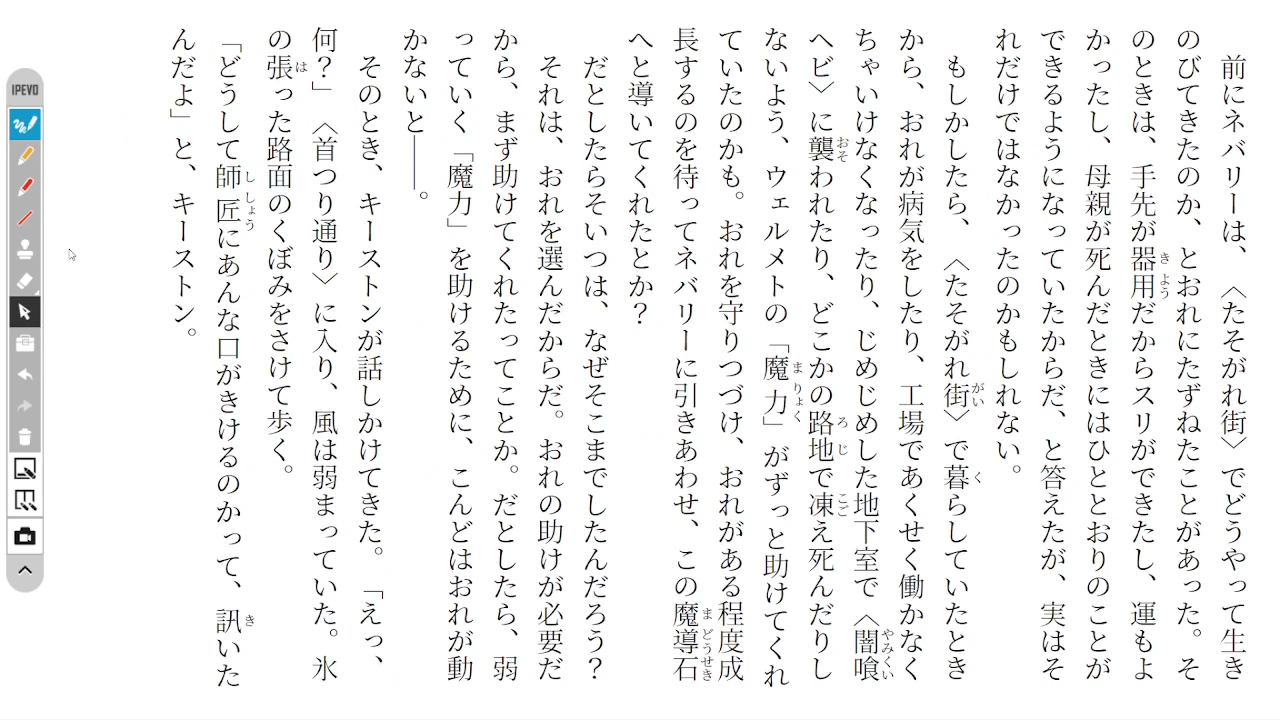 前にネバリーは、〈たそがれ街〉でどうやって生き
のびてきたのか、とおれにたずねたことがあった。そ
のときは、手先が器用だからスリができたし、運もよ
かったし、母親が死んだときにはひととおりのことが
できるようになっていたからだ、と答えたが、実はそ
れだけではなかったのかもしれない。
もしかしたら、〈たそがれ街〉で暮らしていたとき
から、おれが病気をしたり、工場であくせく働かなく
ちゃいけなくなったり、じめじめした地下室で〈闇喰
ヘビ〉に襲われたり、どこかの路地で凍え死んだりし
ないよう、ウェルメトの「魔力」がずっと助けてくれ
ていたのかも。おれを守りつづけ、おれがある程度成
長するのを待ってネバリーに引きあわせ、この魔導石
へと導いてくれたとか?
だとしたらそいつは、なぜそこまでしたんだろう?
それは、おれを選んだからだ。おれの助けが必要だ
から、まず助けてくれたってことか。だとしたら、弱
っていく「魔力」を助けるために、こんどはおれが動
かないと――。
そのとき、キーストンが話しかけてきた。「えっ、
何?」〈首つり通り〉に入り、風は弱まっていた。氷
の張った路面のくぼみをさけて歩く。
「どうして師匠にあんな口がきけるのかって、訊いた
んだよ」と、キーストン。
IPEVO